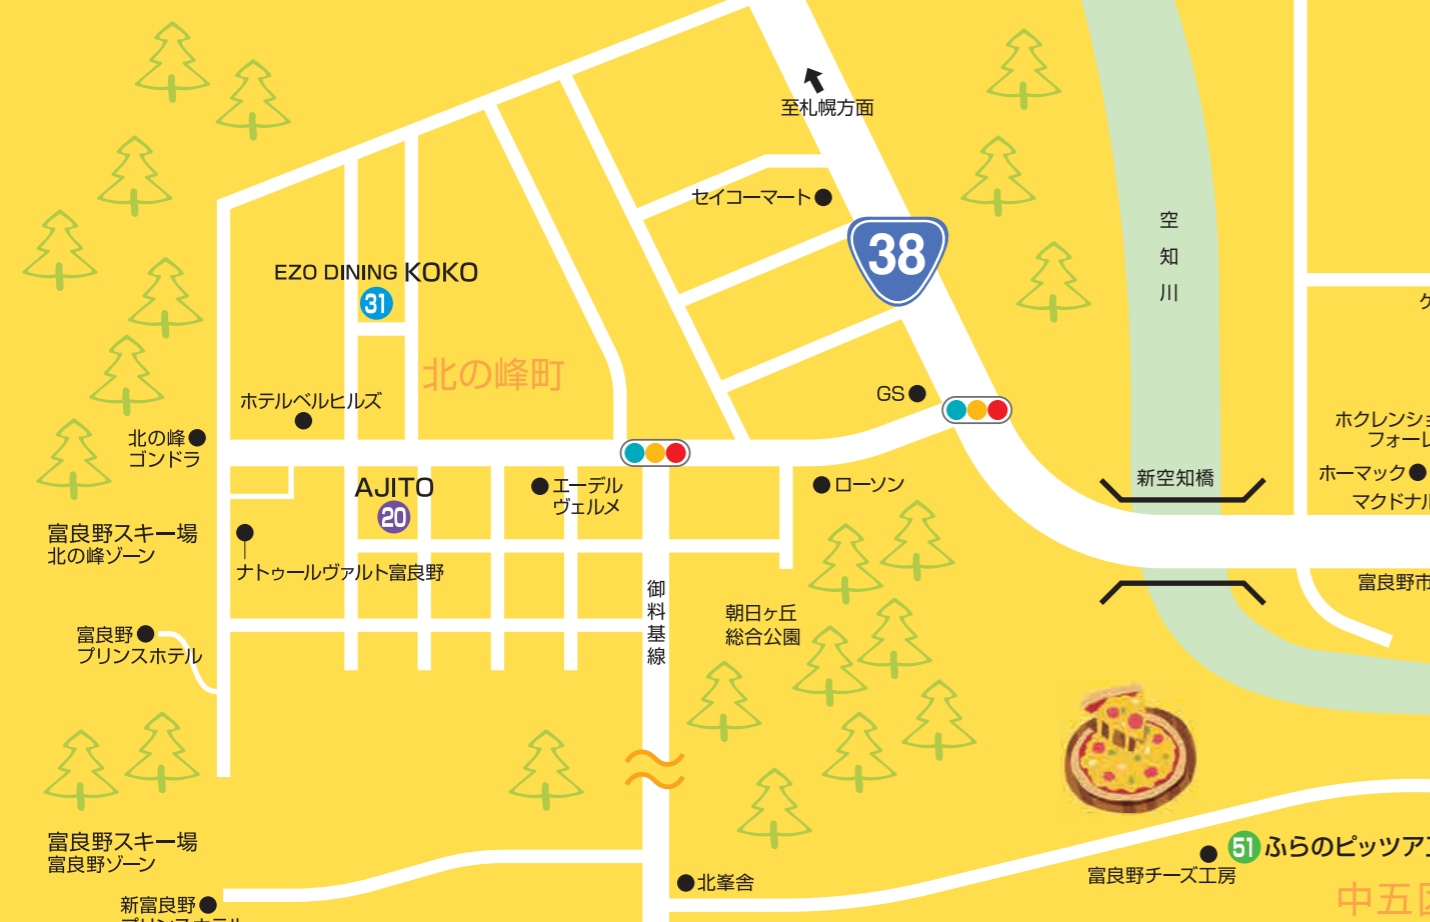 至札幌方面
セイコーマート
38
空知川
EZO DINING KOKO
31
北の峰町
ホテルベルヒルズ
GS
北の峰
ゴンドラ
AJITO
20
エーデル
ヴェルメ
ローソン
新空知橋
ホーマック
富良野スキー場
北の峰ゾーン
ナトゥールヴァルト富良野
御料基線
朝日ヶ丘
総合公園
富良野市
富良野
プリンスホテル
富良野スキー場
富良野ゾーン
新富良野
北峯舎
51 ふらのピッツア
富良野チーズ工房
中五
ホクレンショ
フォーレ
マクドナル